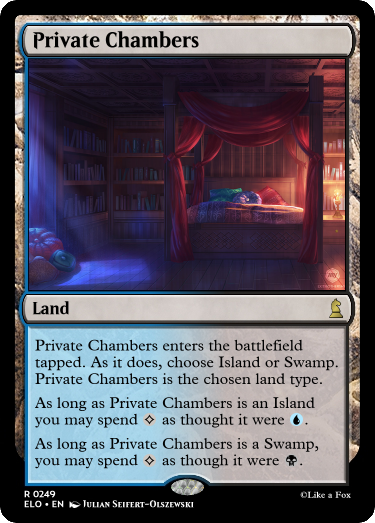 Private Chambers
Land
Private Chambers enters the battlefield
tapped. As it does, choose Island or Swamp.
Private Chambers is the chosen land type.
As long as Private Chambers is an Island
you may spend as thought it were .
As long as Private Chambers is a Swamp,
you may spend as though it were .
R 0249
ELO • EN Julian Seifert-Olszewski
©Like a Fox